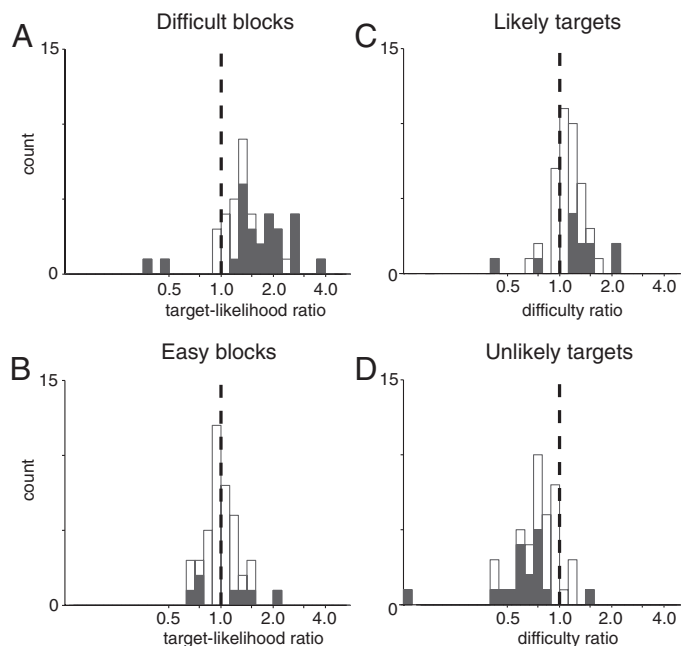 A
Difficult blocks
15
count
0
0.5 1.0 2.0 4.0
target-likelihood ratio
C
Likely targets
15
0
0.5 1.0 2.0 4.0
difficulty ratio
B
Easy blocks
15
count
0
0.5 1.0 2.0 4.0
target-likelihood ratio
D
Unlikely targets
15
0
0.5 1.0 2.0 4.0
difficulty ratio